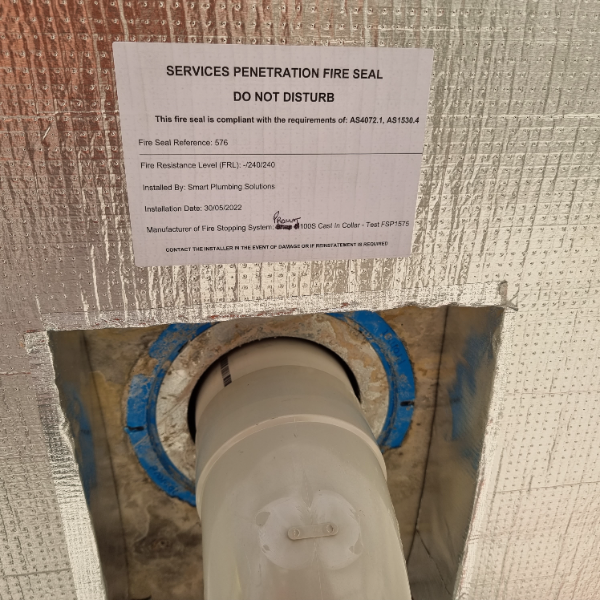 SERVICES PENETRATION FIRE SEAL
DO NOT DISTURB
This fire seal is compliant with the requirements of: AS4072.1, AS1530.4
Fire Seal Reference: 576
Fire Resistance Level (FRL): -/240/240
Installed By: Smart Plumbing Solutions
Installation Date: 30/05/2022
Manufacturer of Fire Stopping System: 100S Cast In Collar - Test FSP1575
CONTACT THE INSTALLER IN THE EVENT OF DAMAGE OR IF REINSTATEMENT IS REQUIRED